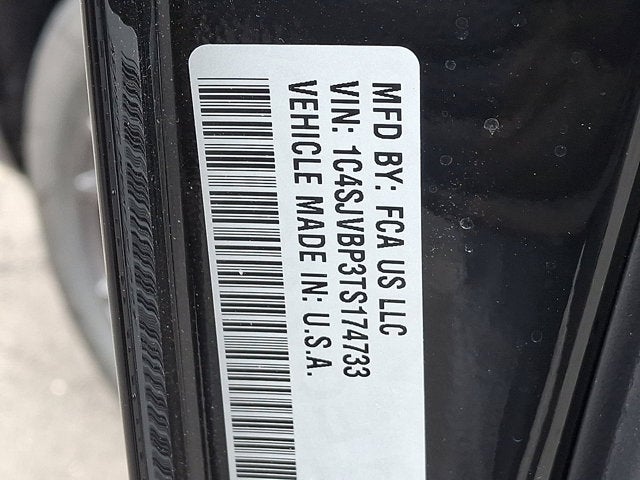 MFD BY: FCA US LLC
VIN: 1C4SJVBP3TS174733
VEHICLE MADE IN: U.S.A.